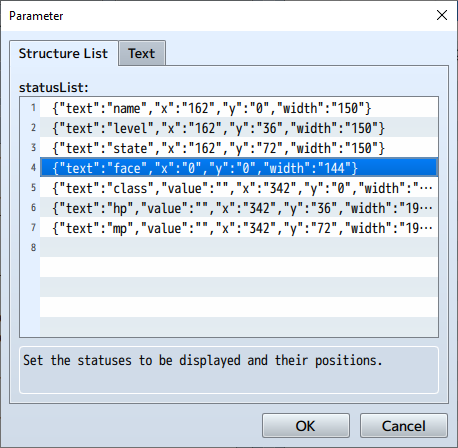 Parameter
Structure List
Text
statusList:
1 {"text":"name","x":"162","y":"0","width":"150"}
2 {"text":"level","x":"162","y":"36","width":"150"}
3 {"text":"state","x":"162","y":"72","width":"150"}
4 {"text":"face","x":"0","y":"0","width":"144"}
5 {"text":"class","value":"","x":"342","y":"0","width":"…
6 {"text":"hp","value":"","x":"342","y":"36","width":"19…
7 {"text":"mp","value":"","x":"342","y":"72","width":"19…
8
Set the statuses to be displayed and their positions.
OK
Cancel